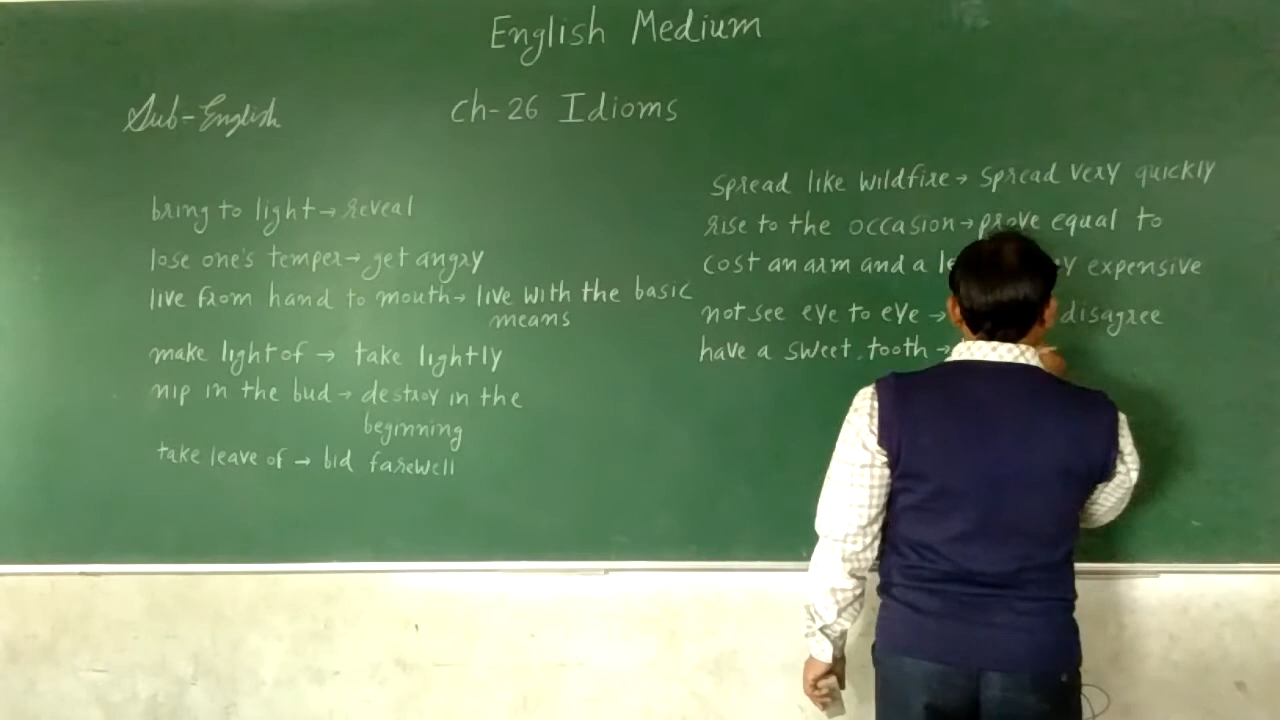 English Medium
Sub-English
Ch-26 Idioms
bring to light → reveal
lose one's temper → get angry
live from hand to mouth → live with the basic
means
make light of → take lightly
nip in the bud → destroy in the
beginning
take leave of → bid farewell
spread like wildfire → spread very quickly
rise to the occasion → prove equal to
cost an arm and a expensive
not see eye to eye → disagree
have a sweet tooth →